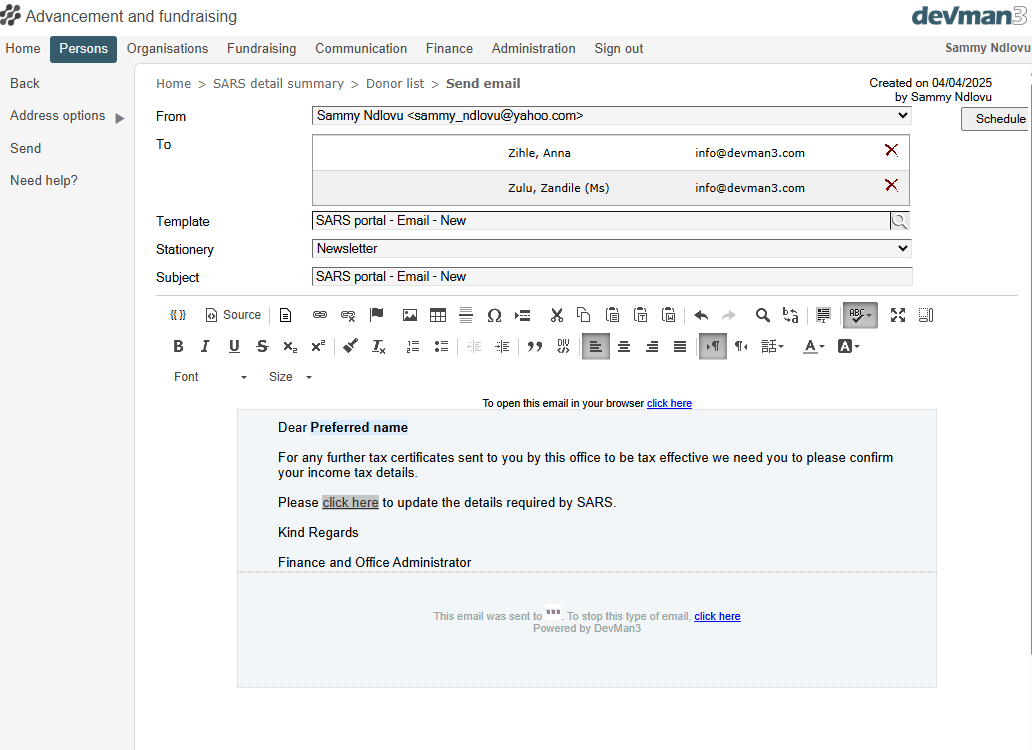 Advancement and fundraising
devman3
Home Persons Organisations Fundraising Communication Finance Administration Sign out
Sammy Ndlovu
Back
Address options
Send
Need help?
Home > SARS detail summary > Donor list > Send email
Created on 04/04/2025
by Sammy Ndlovu
From Sammy Ndlovu <sammy_ndlovu@yahoo.com>
Schedule
To
Zihle, Anna info@devman3.com
Zulu, Zandile (Ms) info@devman3.com
Template SARS portal - Email - New
Stationery Newsletter
Subject SARS portal - Email - New
Source
ABC
B I U S x₂ x² Ix
DIV
A A
Font Size
To open this email in your browser click here
Dear Preferred name
For any further tax certificates sent to you by this office to be tax effective we need you to please confirm
your income tax details.
Please click here to update the details required by SARS.
Kind Regards
Finance and Office Administrator
This email was sent to """. To stop this type of email, click here
Powered by DevMan3